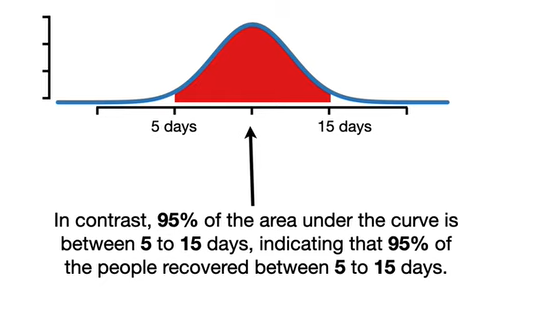 5 days 15 days
In contrast, 95% of the area under the curve is
between 5 to 15 days, indicating that 95% of
the people recovered between 5 to 15 days.